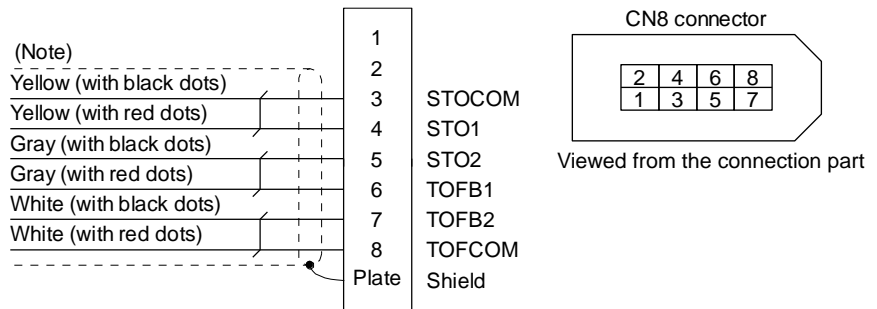 CN8 connector
(Note)
1
2
Yellow (with black dots) 3 STOCOM
Yellow (with red dots) 4 STO1
Gray (with black dots) 5 STO2
Gray (with red dots) 6 TOFB1
White (with black dots) 7 TOFB2
White (with red dots) 8 TOFCOM
Plate Shield
2 4 6 8
1 3 5 7
Viewed from the connection part